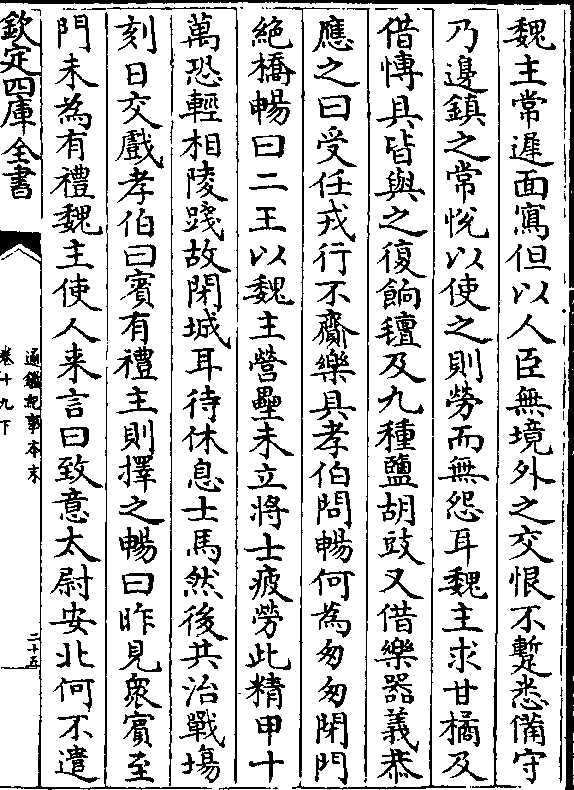 魏主常遲面寫但以人臣無境外之交恨不蹔悉備守
乃邊鎮之常恱以使之則勞而無怨耳魏主求甘橘及
借愽具皆與之復餉氊及九種鹽胡豉又借樂器義恭
應之曰受任戎行不齎樂具孝伯問暢何為匆匆閉門
絶橋暢曰二王以魏主營壘未立將士疲勞此精甲十
萬恐輕相陵踐故閉城耳待休息士馬然後共治戰塲
刻日交戲孝伯曰賓有禮主則擇之暢曰昨見衆賓至
門未為有禮魏主使人来言曰致意太尉安北何不遣
欽定四庫全書
通鑑紀事本末
卷十九下
二十五